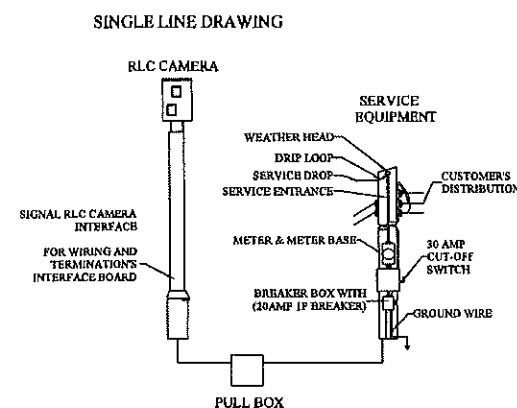 SINGLE LINE DRAWING
RLC CAMERA
SERVICE
EQUIPMENT
WEATHER HEAD
DRIP LOOP
SERVICE DROP
SERVICE ENTRANCE
CUSTOMER'S
DISTRIBUTION
SIGNAL RLC CAMERA
INTERFACE
FOR WIRING AND
TERMINATION'S
INTERFACE BOARD
METER & METER BASE
30 AMP
CUT-OFF
SWITCH
BREAKER BOX WITH
(20AMP 1P BREAKER)
GROUND WIRE
PULL BOX